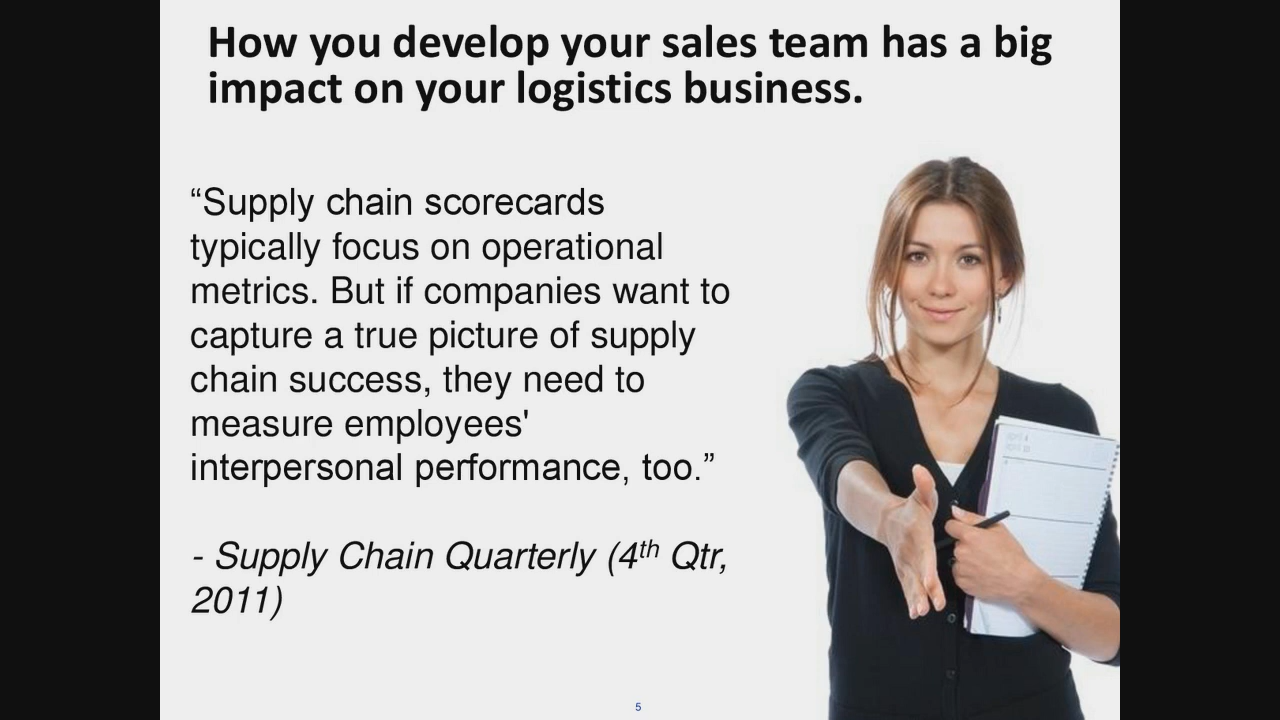 How you develop your sales team has a big
impact on your logistics business.
“Supply chain scorecards
typically focus on operational
metrics. But if companies want to
capture a true picture of supply
chain success, they need to
measure employees'
interpersonal performance, too.”
- Supply Chain Quarterly (4th Qtr,
2011)
5